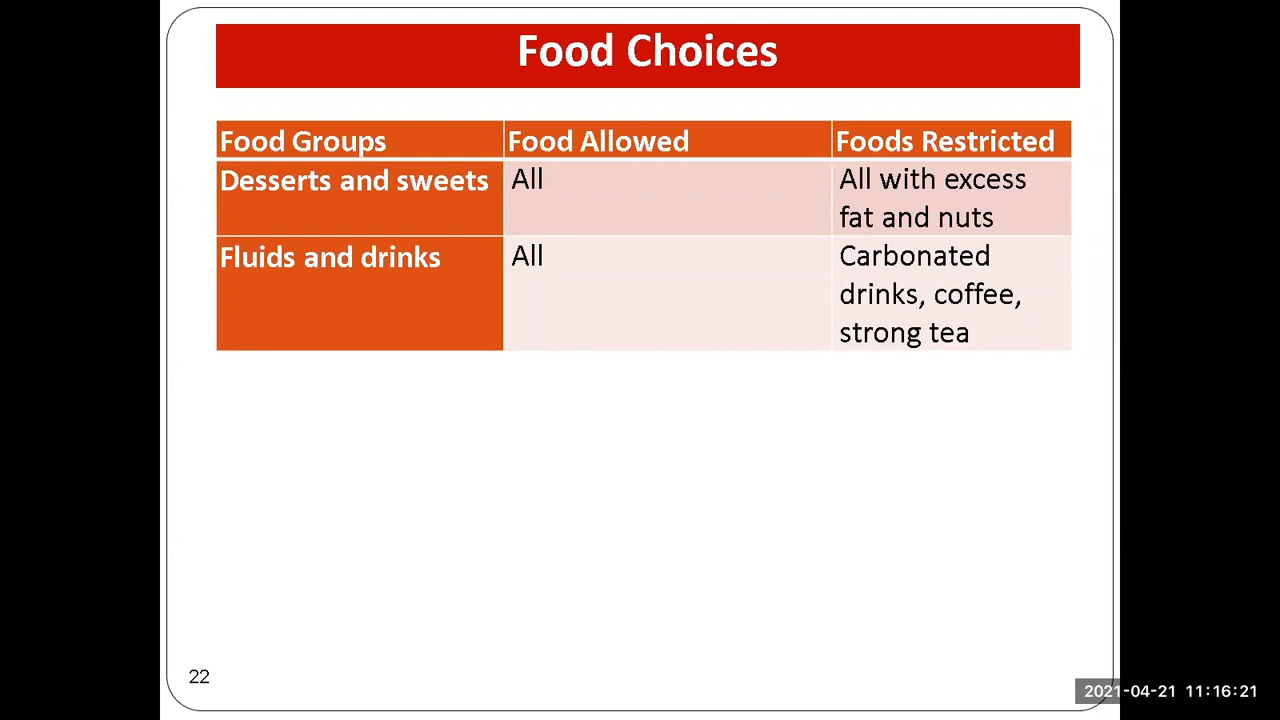 Food Choices
Food Groups Food Allowed Foods Restricted
Desserts and sweets All All with excess
fat and nuts
Fluids and drinks All Carbonated
drinks, coffee,
strong tea
22
2021-04-21 11:16:21